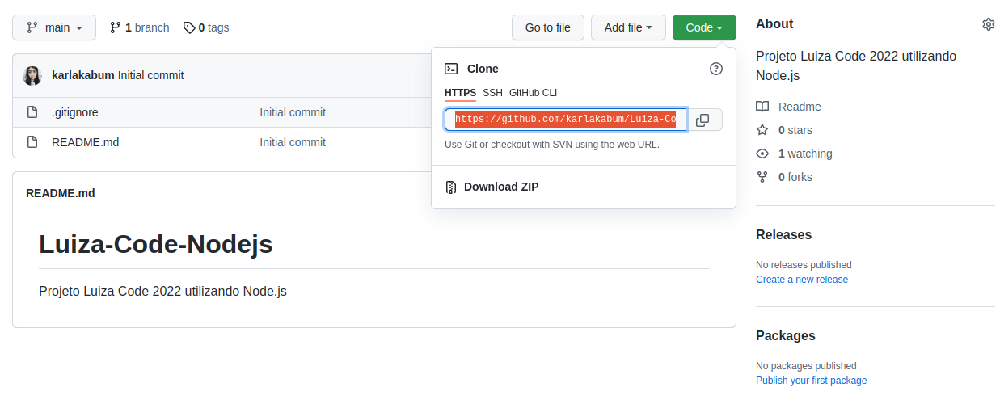 main
1 branch
0 tags
Go to file
Add file
Code
karlakabum Initial commit
.gitignore Initial commit
README.md Initial commit
Clone
HTTPS SSH GitHub CLI
https://github.com/karlakabum/Luiza-Co
Use Git or checkout with SVN using the web URL.
Download ZIP
README.md
Luiza-Code-Nodejs
Projeto Luiza Code 2022 utilizando Node.js
About
Projeto Luiza Code 2022 utilizando
Node.js
Readme
0 stars
1 watching
0 forks
Releases
No releases published
Create a new release
Packages
No packages published
Publish your first package